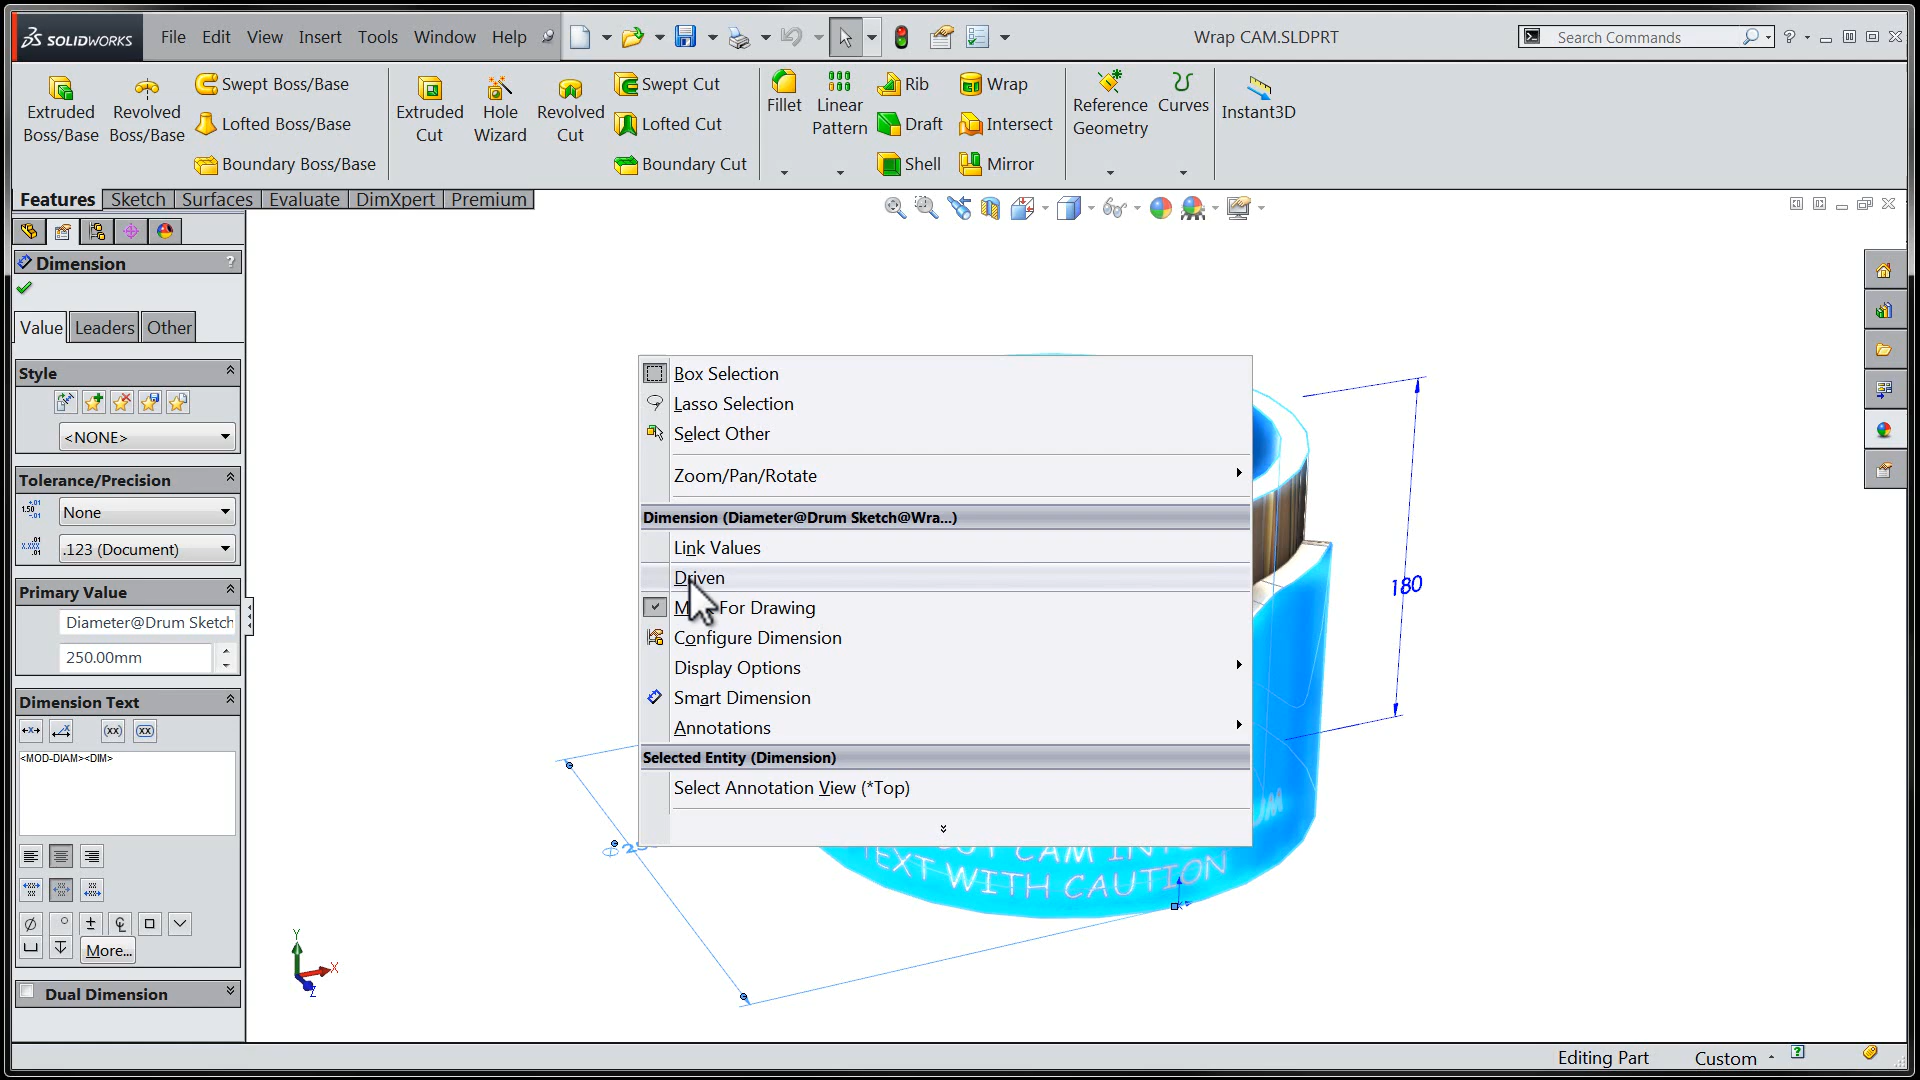 SOLIDWORKS
File Edit View Insert Tools Window Help
Wrap CAM.SLDPRT
Search Commands
Extruded Boss/Base
Revolved Boss/Base
Swept Boss/Base
Lofted Boss/Base
Boundary Boss/Base
Extruded Cut
Hole Wizard
Revolved Cut
Swept Cut
Lofted Cut
Boundary Cut
Fillet
Linear Pattern
Rib
Draft
Shell
Wrap
Intersect
Mirror
Reference Geometry
Curves
Instant3D
Features Sketch Surfaces Evaluate DimXpert Premium
Dimension ?
Value Leaders Other
Style
<NONE>
Tolerance/Precision
None
.123 (Document)
Primary Value
Diameter@Drum Sketch
250.00mm
Dimension Text
<MOD-DIAM><DIM>
More...
Dual Dimension
Box Selection
Lasso Selection
Select Other
Zoom/Pan/Rotate
Dimension (Diameter@Drum Sketch@Wra...)
Link Values
Driven
For Drawing
Configure Dimension
Display Options
Smart Dimension
Annotations
Selected Entity (Dimension)
Select Annotation View (*Top)
180
CAM
TEXT WITH CAUTION
Y
X
Z
Editing Part
Custom